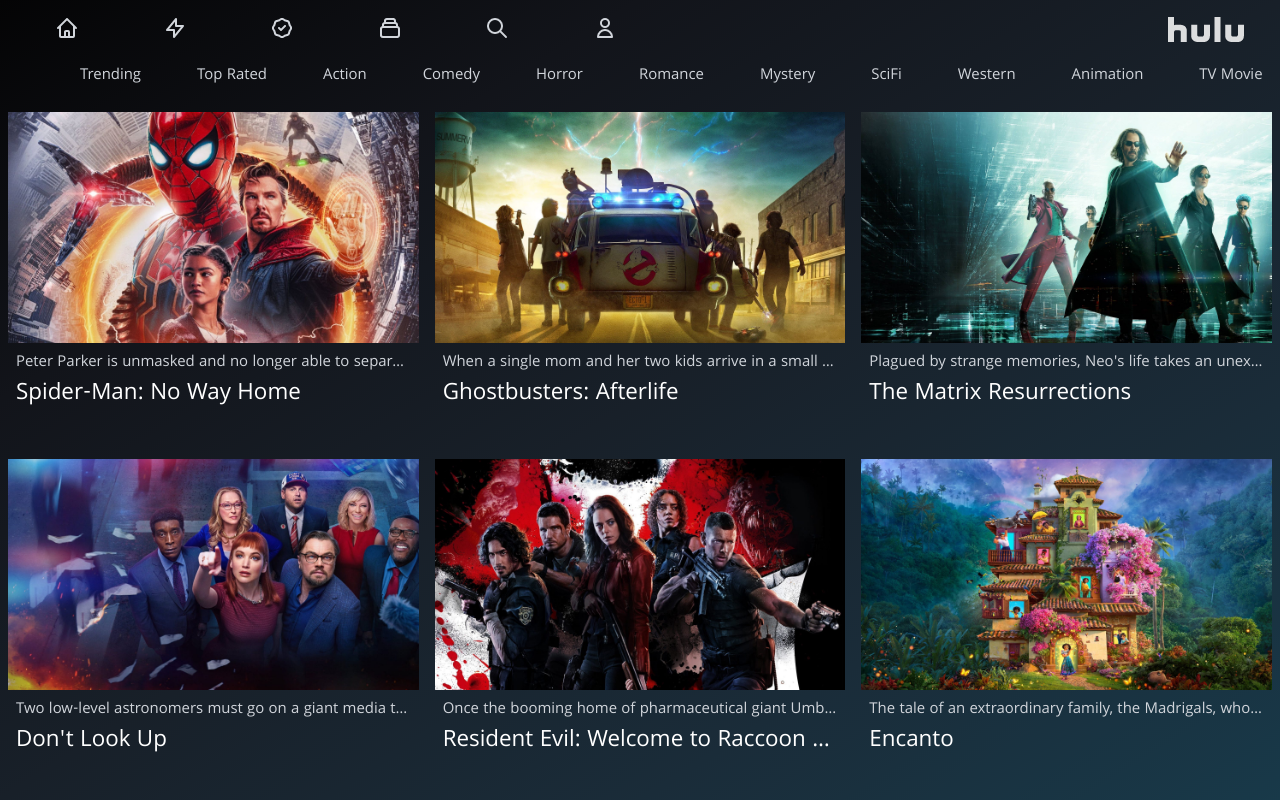 hulu
Trending Top Rated Action Comedy Horror Romance Mystery SciFi Western Animation TV Movie
SUMMER
Peter Parker is unmasked and no longer able to separ...
Spider-Man: No Way Home
When a single mom and her two kids arrive in a small ...
Ghostbusters: Afterlife
Plagued by strange memories, Neo's life takes an unex...
The Matrix Resurrections
Two low-level astronomers must go on a giant media t...
Don't Look Up
Once the booming home of pharmaceutical giant Umb...
Resident Evil: Welcome to Raccoon ...
The tale of an extraordinary family, the Madrigals, who...
Encanto